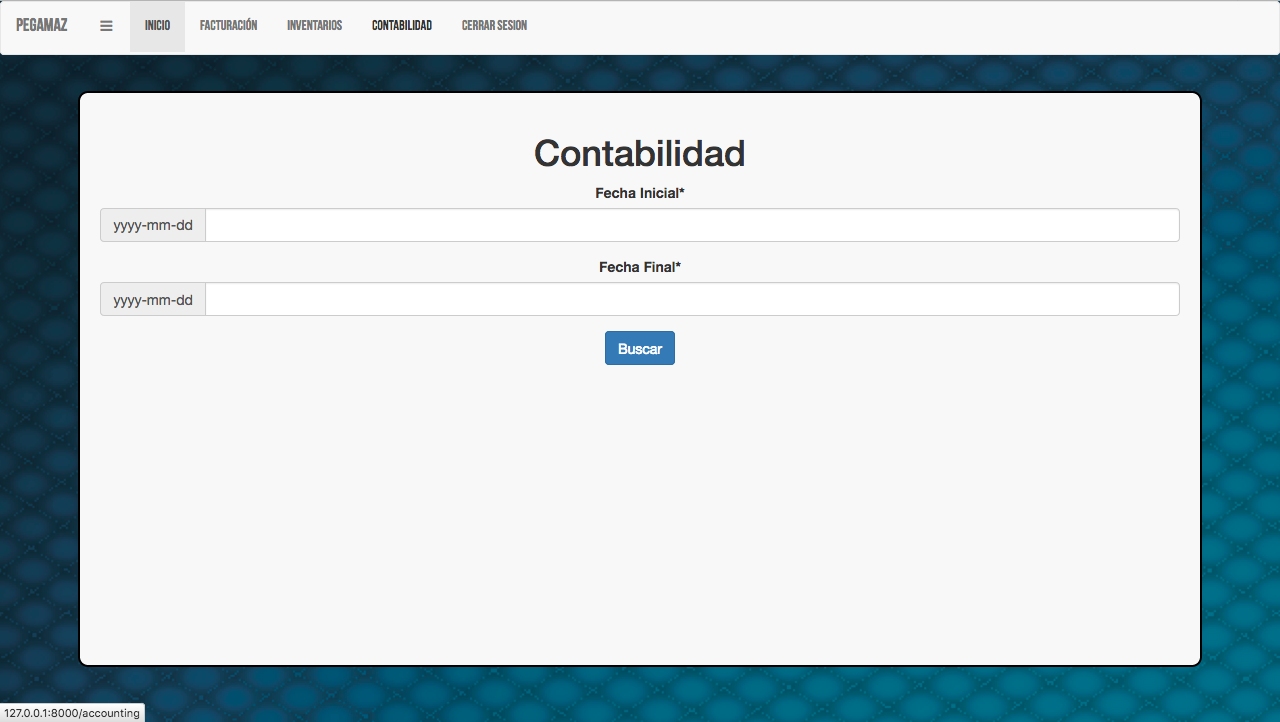 PEGAMAZ INICIO FACTURACIÓN INVENTARIOS CONTABILIDAD CERRAR SESION
Contabilidad
Fecha Inicial*
yyyy-mm-dd
Fecha Final*
yyyy-mm-dd
Buscar
127.0.0.1:8000/accounting